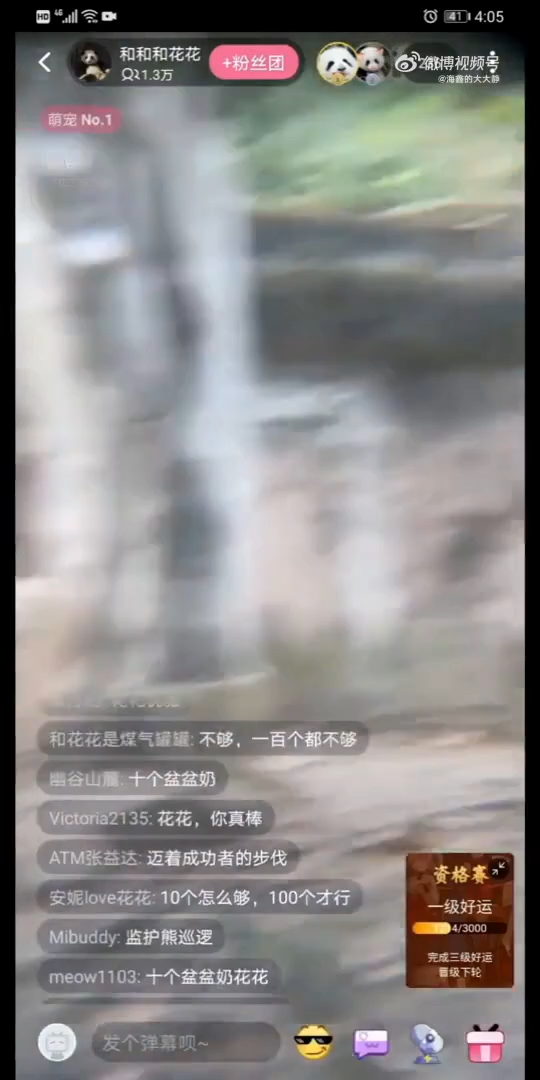 HD 4G 41 4:05
和和和花花
1.3万
+粉丝团
微博视频号
@海鑫的大大静
萌宠 No.1
和花花是煤气罐罐: 不够，一百个都不够
幽谷山 十个盆盆奶
Victoria2135: 花花，你真棒
ATM张益达: 迈着成功者的步伐
安妮love花花: 10个怎么够，100个才行
Mibuddy: 监护熊巡逻
meow1103: 十个盆盆奶花花
资格赛
一级好运
4/3000
完成三级好运
晋级下轮
发个弹幕呗~